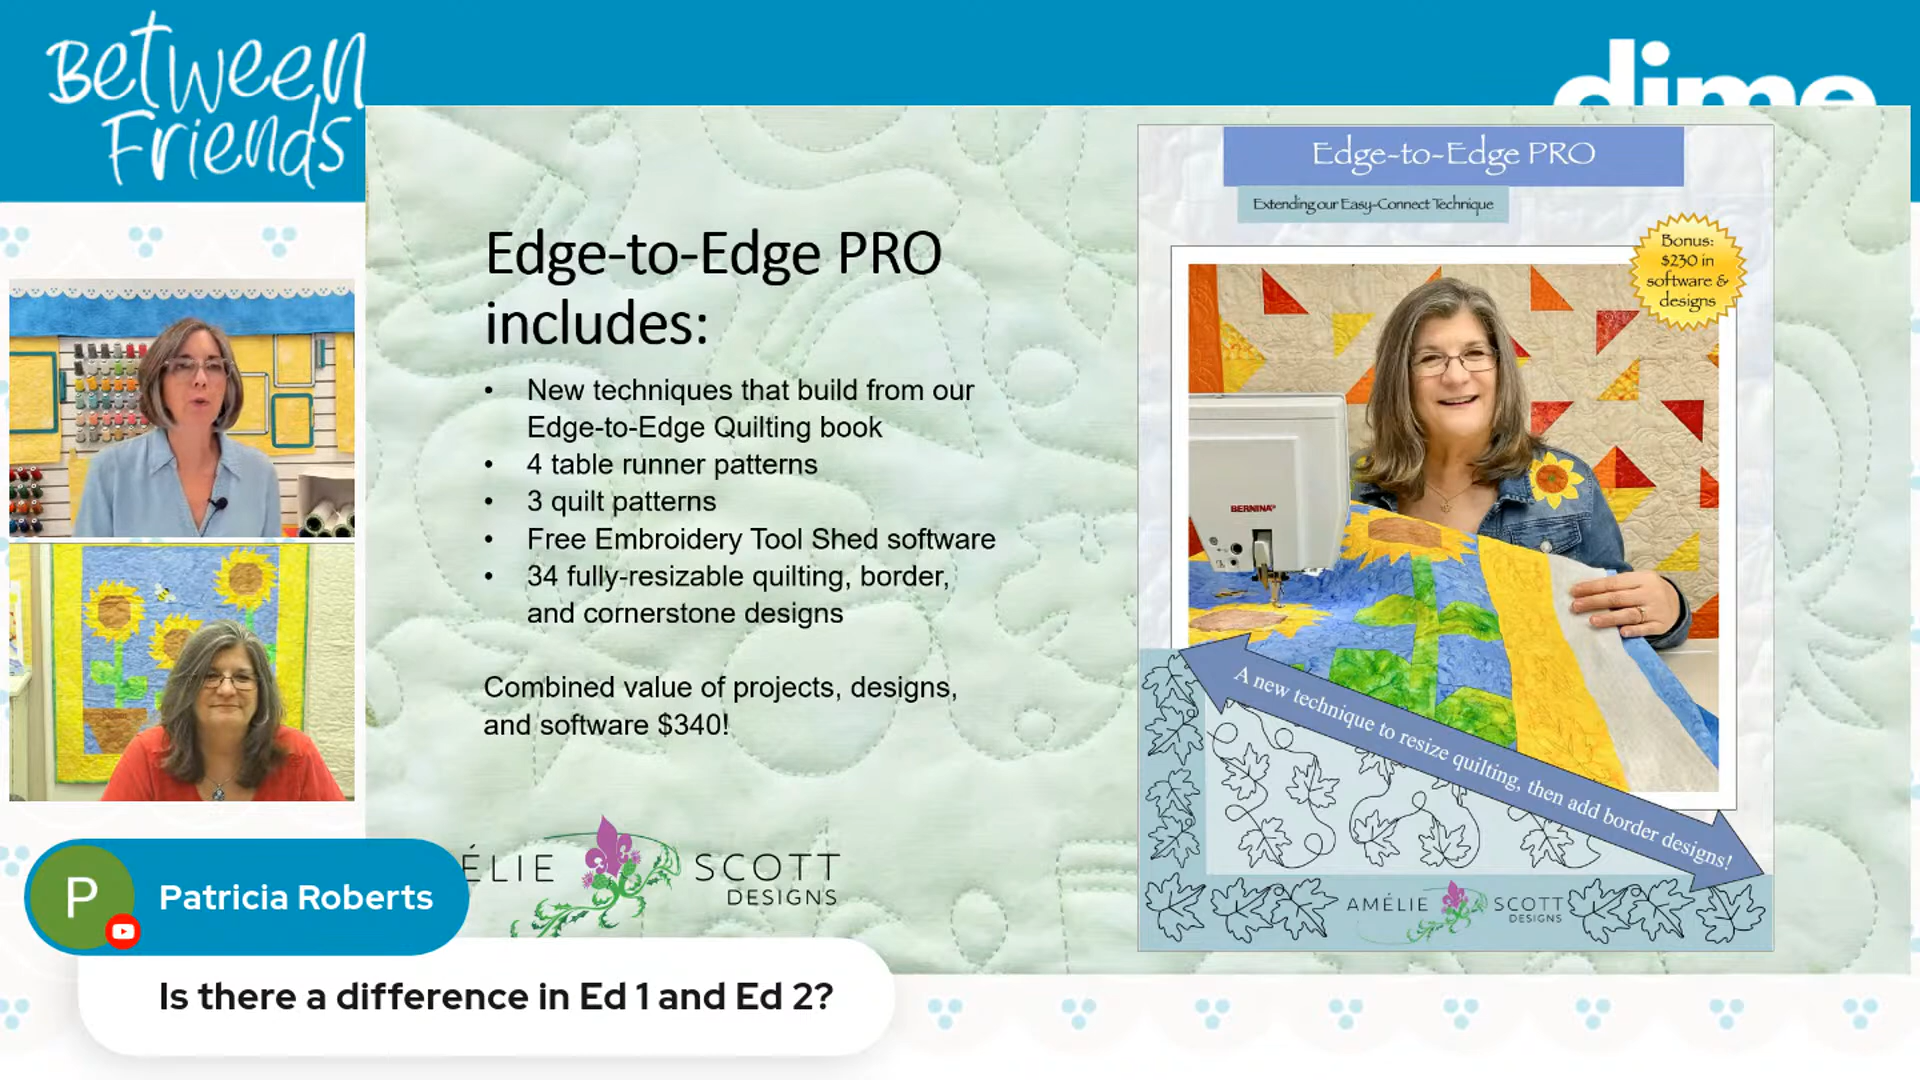 Between
Friends
dime
Edge-to-Edge PRO
includes:
• New techniques that build from our
Edge-to-Edge Quilting book
• 4 table runner patterns
• 3 quilt patterns
• Free Embroidery Tool Shed software
• 34 fully-resizable quilting, border,
and cornerstone designs
Combined value of projects, designs,
and software $340!
ÉLIE SCOTT
DESIGNS
Edge-to-Edge PRO
Extending our Easy-Connect Technique
Bonus:
$230 in
software &
designs
BERNINA
A new technique to resize quilting, then add border designs!
AMÉLIE SCOTT
DESIGNS
P
Patricia Roberts
Is there a difference in Ed 1 and Ed 2?